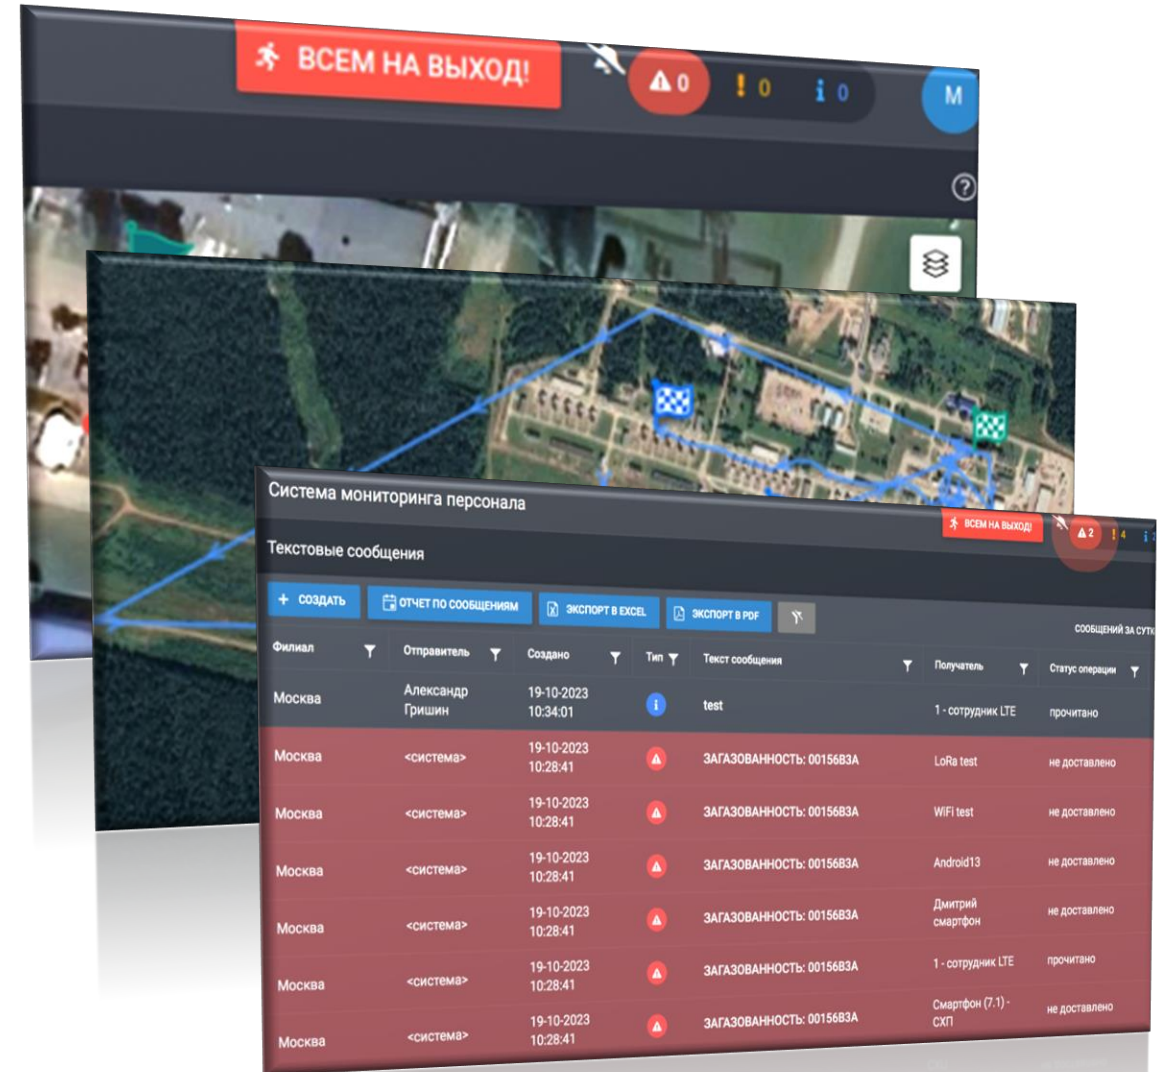 ВСЕМ НА ВЫХОД!
0
0
0
М
Система мониторинга персонала
ВСЕМ НА ВЫХОД!
2
4
Текстовые сообщения
+ СОЗДАТЬ
ОТЧЕТ ПО СООБЩЕНИЯМ
ЭКСПОРТ В EXCEL
ЭКСПОРТ В PDF
СООБЩЕНИЙ ЗА СУТК
Филиал Отправитель Создано Тип Текст сообщения Получатель Статус операции
Москва Александр Гришин 19-10-2023 10:34:01 test 1 - сотрудник LTE прочитано
Москва <система> 19-10-2023 10:28:41 ЗАГАЗОВАННОСТЬ: 00156B3A LoRa test не доставлено
Москва <система> 19-10-2023 10:28:41 ЗАГАЗОВАННОСТЬ: 00156B3A WiFi test не доставлено
Москва <система> 19-10-2023 10:28:41 ЗАГАЗОВАННОСТЬ: 00156B3A Android13 не доставлено
Москва <система> 19-10-2023 10:28:41 ЗАГАЗОВАННОСТЬ: 00156B3A Дмитрий смартфон не доставлено
Москва <система> 19-10-2023 10:28:41 ЗАГАЗОВАННОСТЬ: 00156B3A 1 - сотрудник LTE прочитано
Москва <система> 19-10-2023 10:28:41 ЗАГАЗОВАННОСТЬ: 00156B3A Смартфон (7.1) - СХП не доставлено